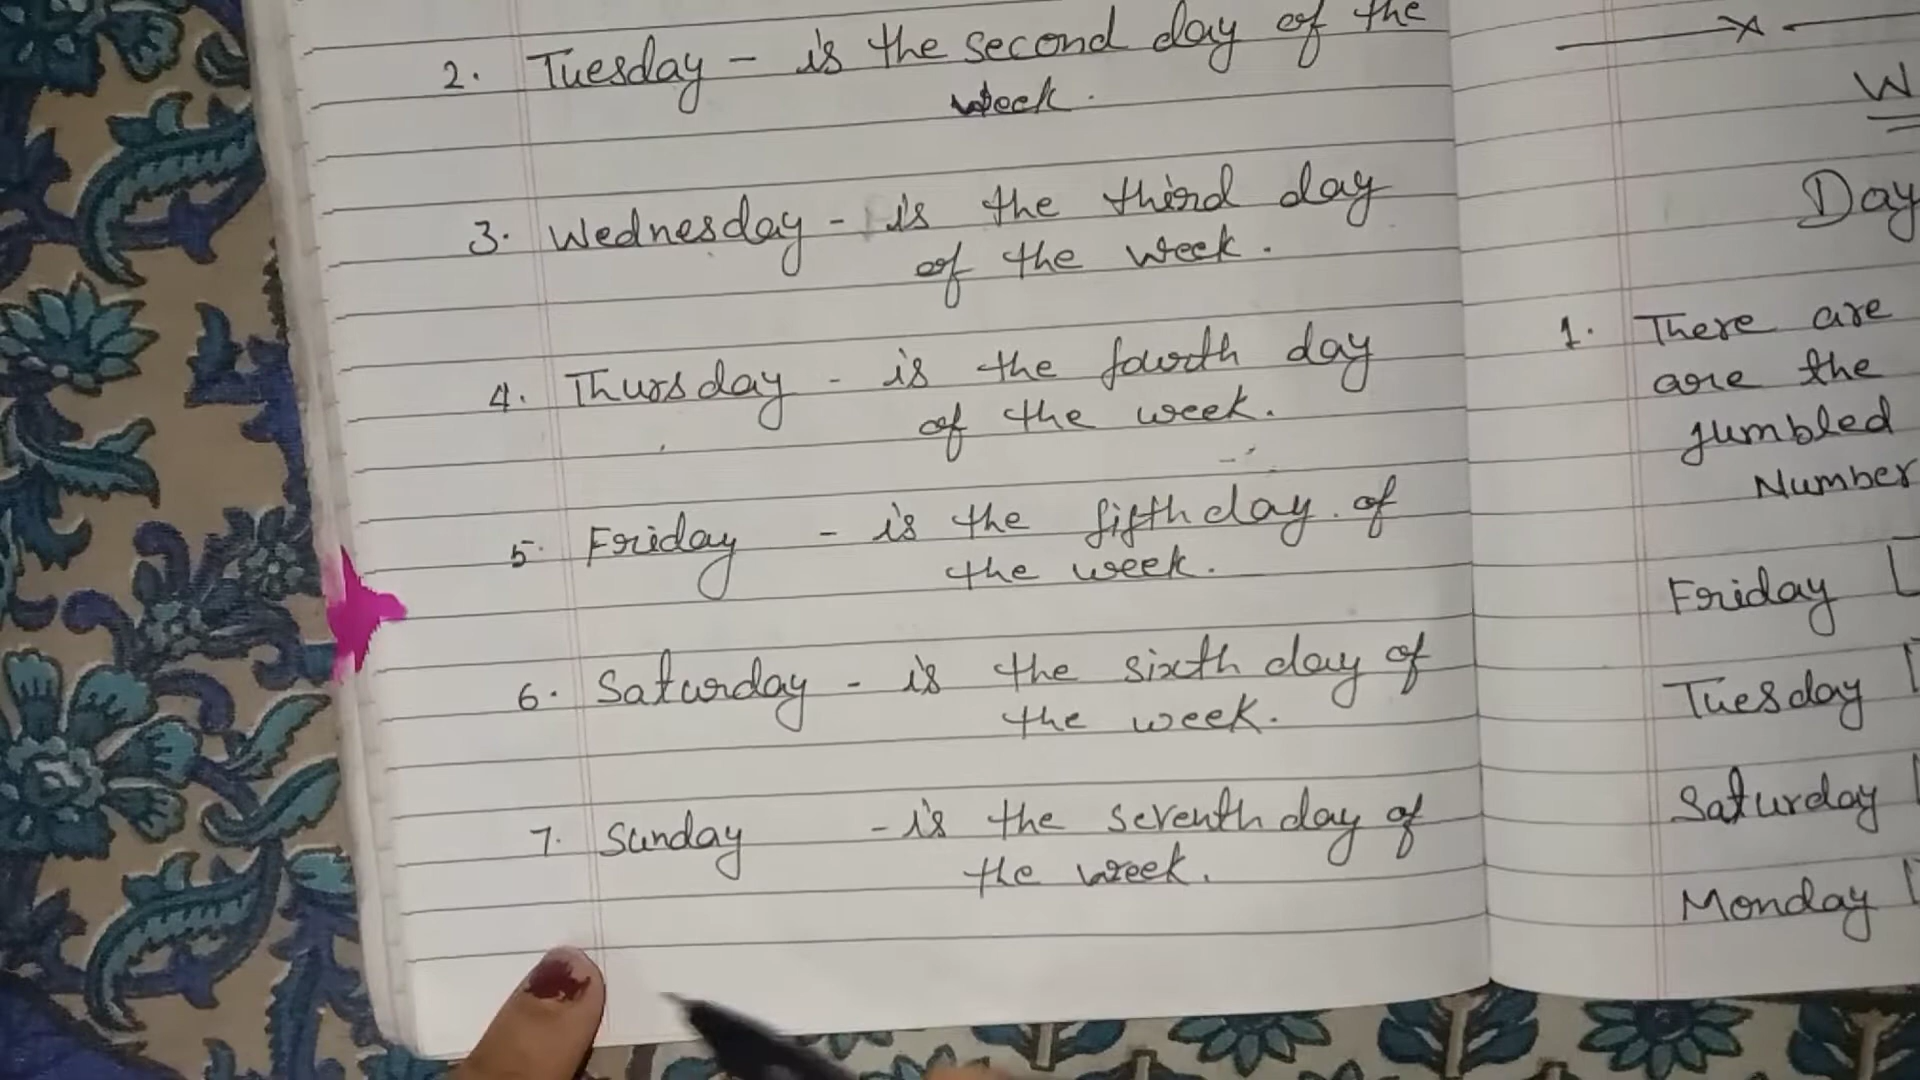 2. Tuesday - is the second day of the
week.
3. Wednesday - is the third day
of the week.
4. Thursday - is the fourth day
of the week.
5. Friday - is the fifth day of
the week.
6. Saturday - is the sixth day of
the week.
7. Sunday - is the seventh day of
the week.
W
Day
1. There are
are the
jumbled
Number
Friday
Tuesday
Saturday
Monday